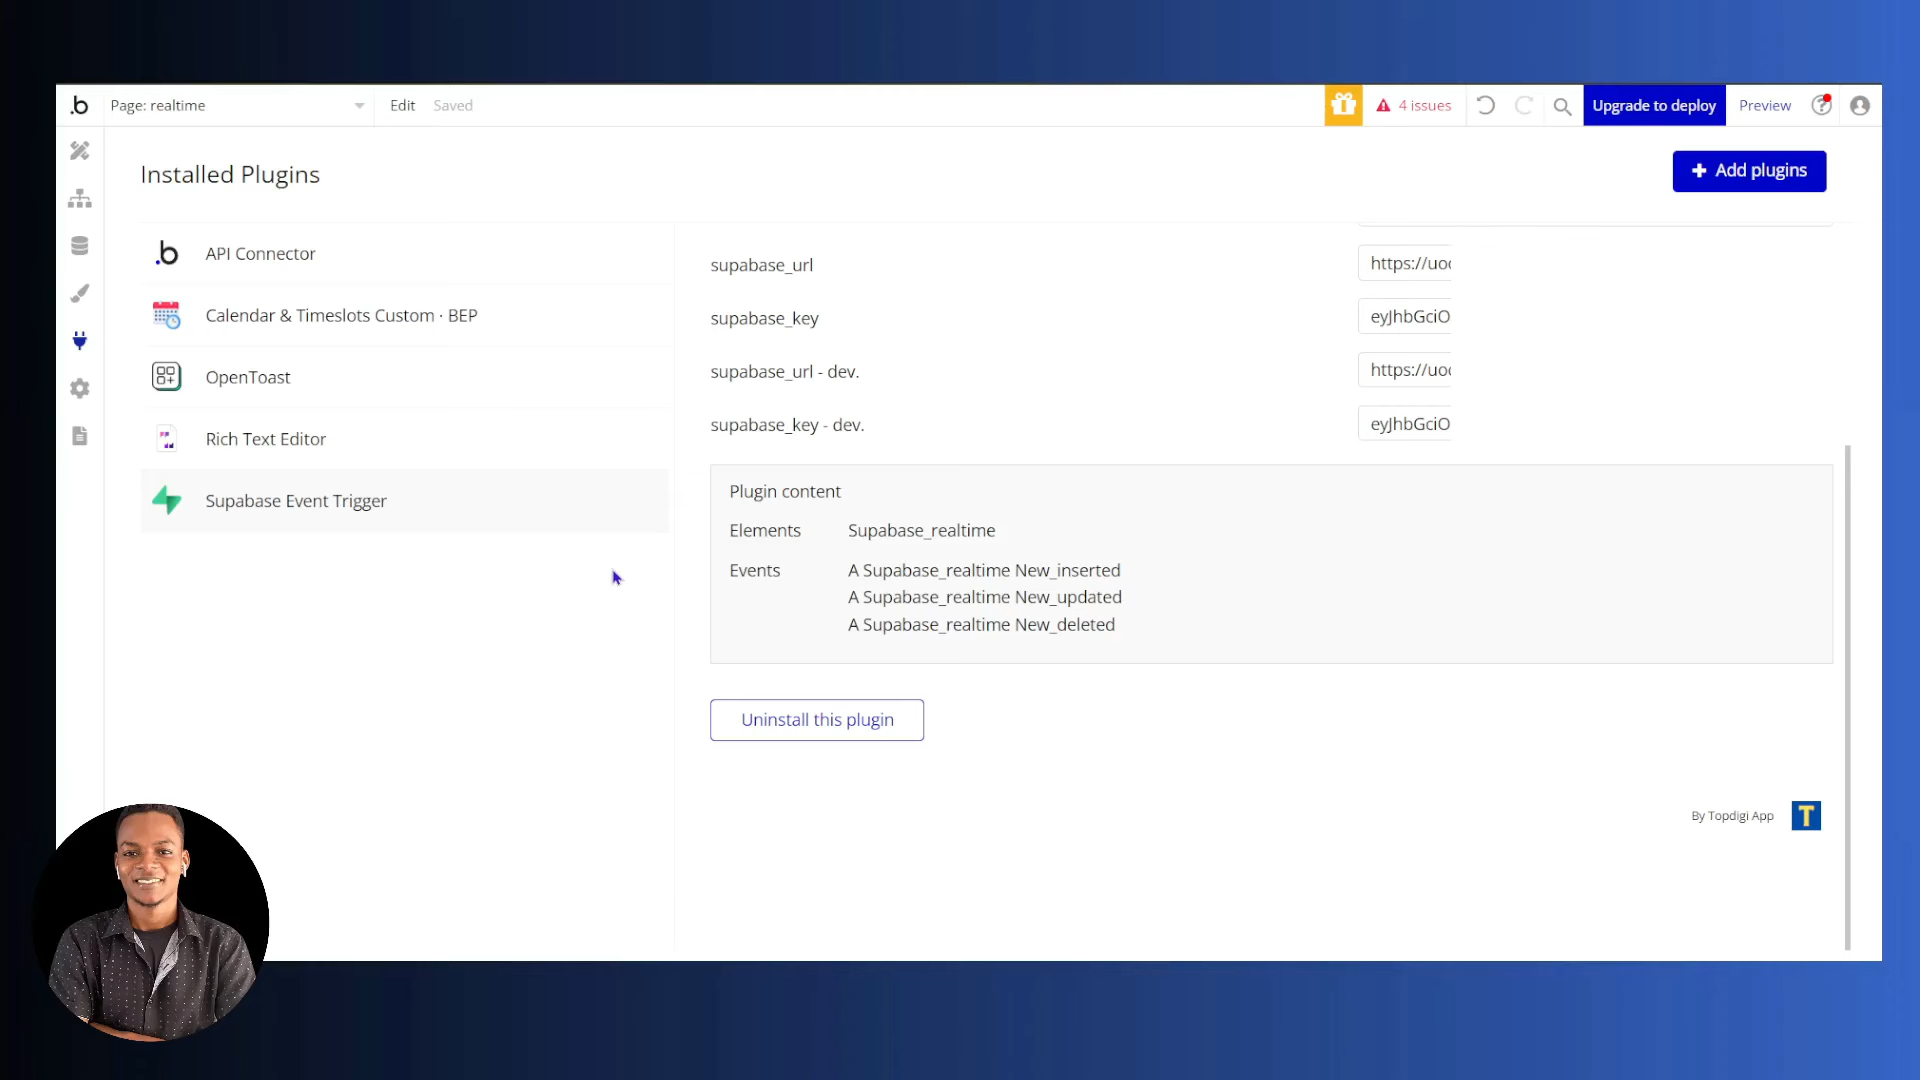 .b
Page: realtime
Edit
Saved
4 issues
Upgrade to deploy
Preview
Installed Plugins
+ Add plugins
.b
API Connector
Calendar & Timeslots Custom · BEP
OpenToast
Rich Text Editor
Supabase Event Trigger
supabase_url
https://uoc
supabase_key
eyJhbGciO
supabase_url - dev.
https://uoc
supabase_key - dev.
eyJhbGciO
Plugin content
Elements
Supabase_realtime
Events
A Supabase_realtime New_inserted
A Supabase_realtime New_updated
A Supabase_realtime New_deleted
Uninstall this plugin
By Topdigi App
T